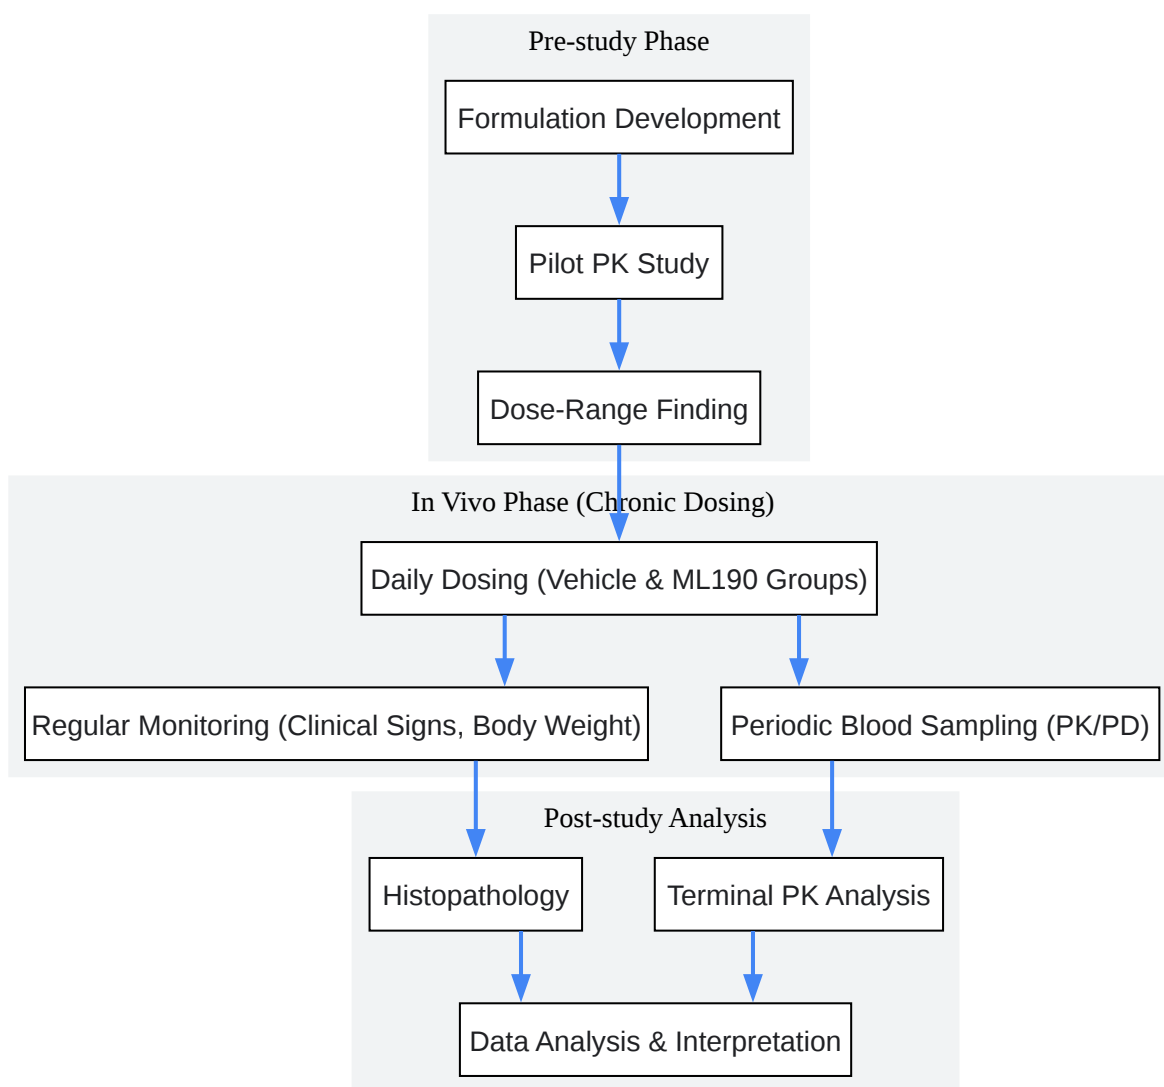 Pre-study Phase
Formulation Development
Pilot PK Study
Dose-Range Finding
In Vivo Phase (Chronic Dosing)
Daily Dosing (Vehicle & ML190 Groups)
Regular Monitoring (Clinical Signs, Body Weight)
Periodic Blood Sampling (PK/PD)
Post-study Analysis
Histopathology
Terminal PK Analysis
Data Analysis & Interpretation